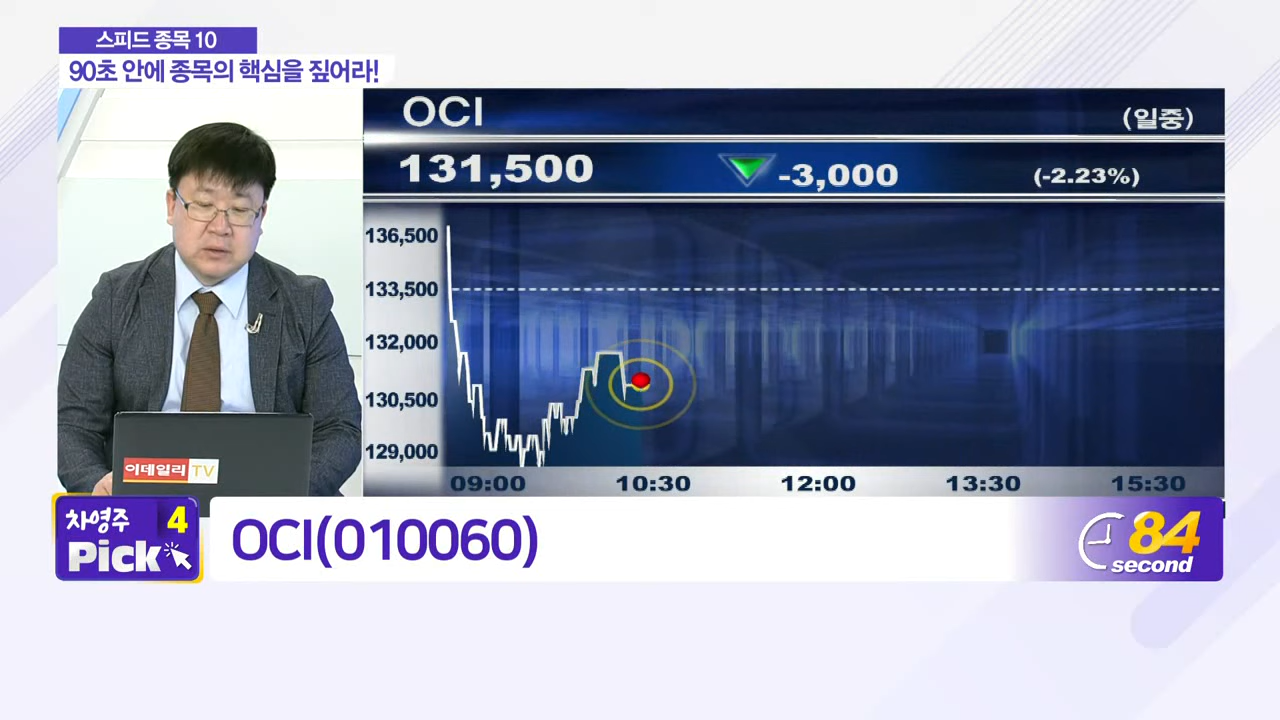 스피드 종목 10
90초 안에 종목의 핵심을 짚어라!
OCI
(일중)
131,500
-3,000
(-2.23%)
136,500
133,500
132,000
130,500
129,000
09:00
10:30
12:00
13:30
15:30
이데일리 TV
차영주 4
Pick
OCI(010060)
84
second